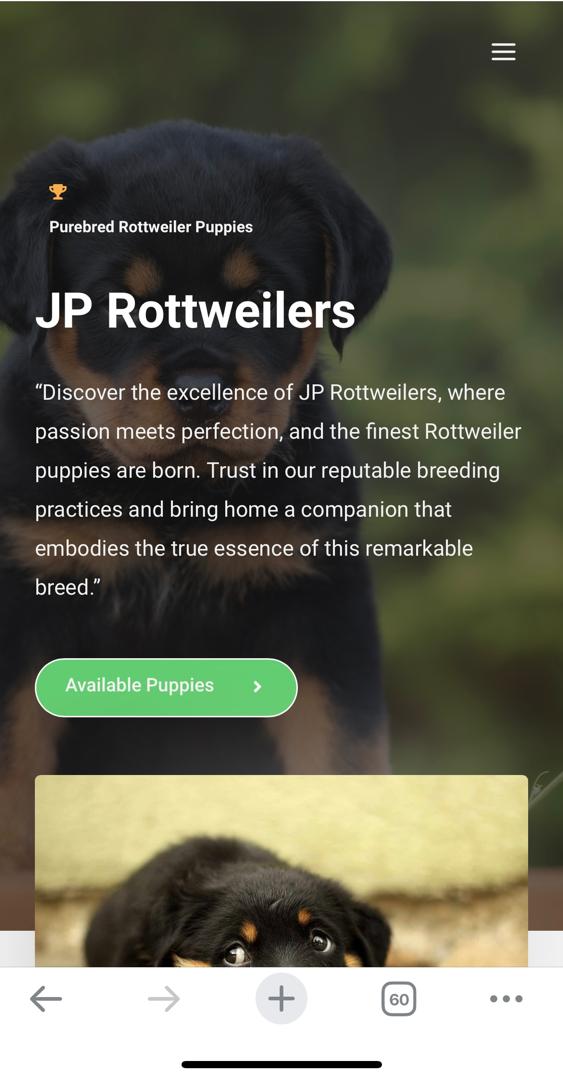 Purebred Rottweiler Puppies
JP Rottweilers
“Discover the excellence of JP Rottweilers, where
passion meets perfection, and the finest Rottweiler
puppies are born. Trust in our reputable breeding
practices and bring home a companion that
embodies the true essence of this remarkable
breed.”
Available Puppies
60